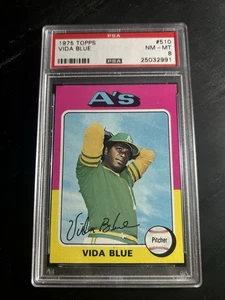 1975 TOPPS #510
VIDA BLUE NM - MT
PSA 8
25032991
A's
Vida Blue
Pitcher
VIDA BLUE